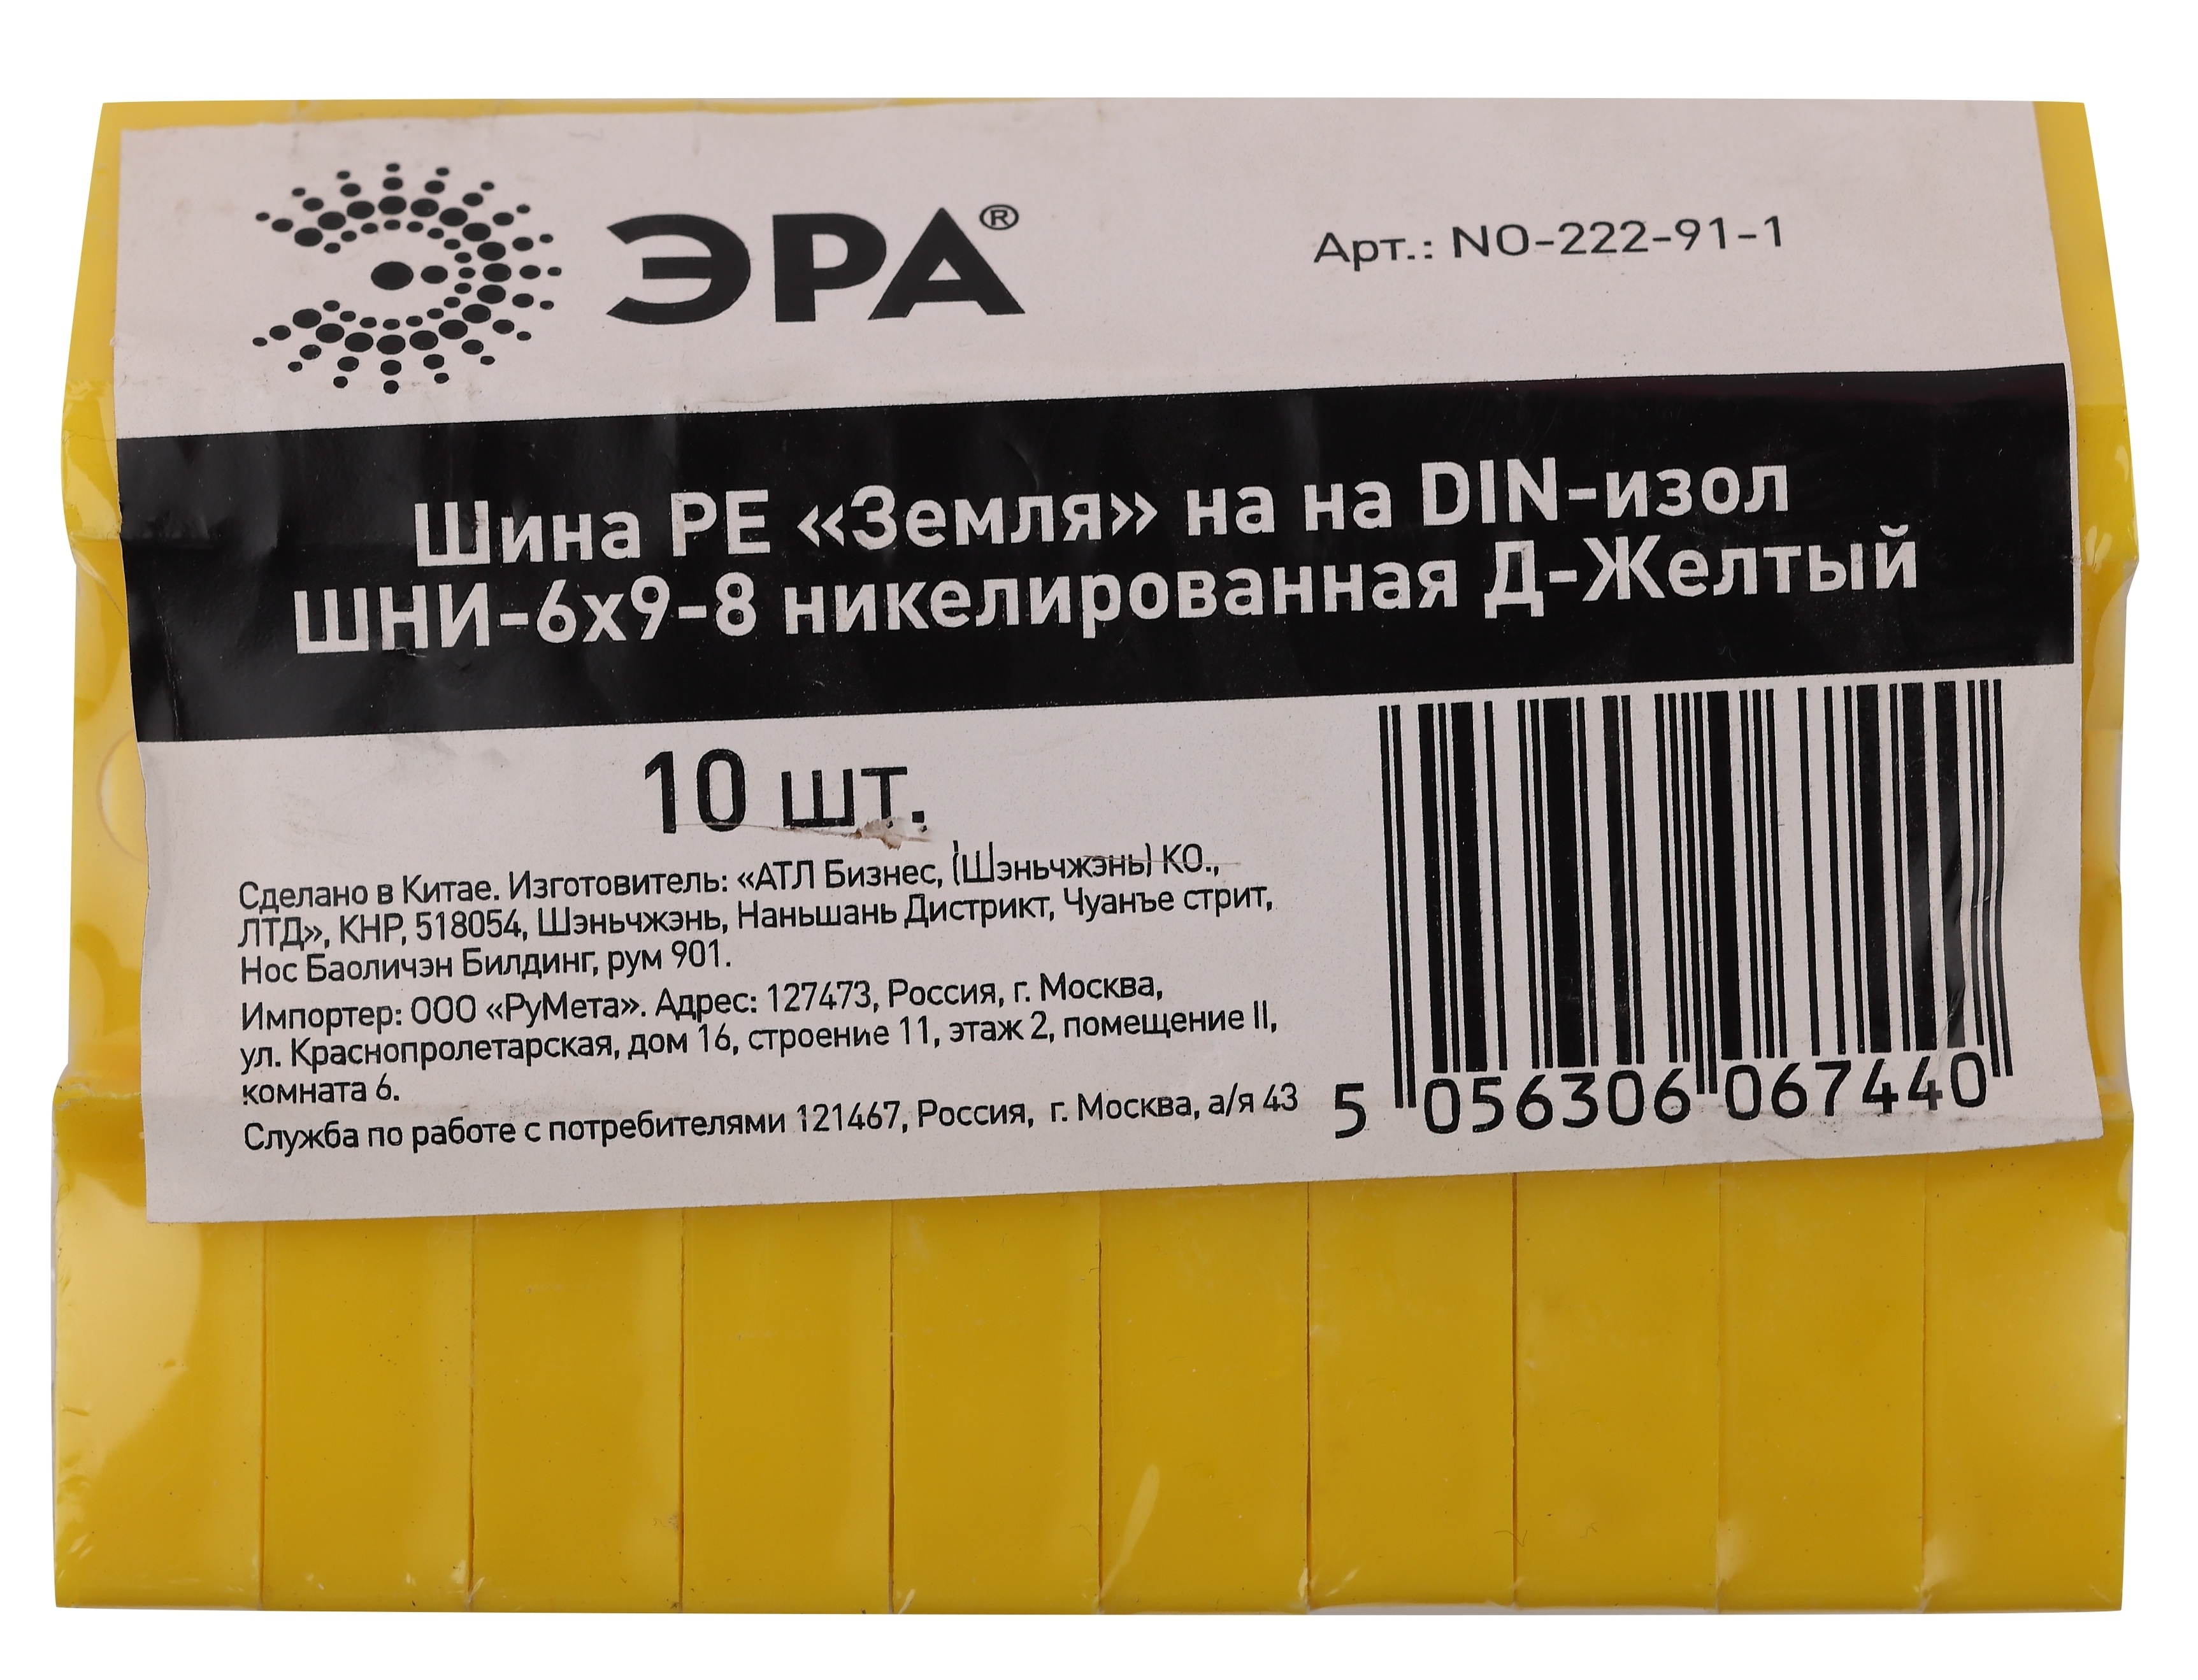 ЭРА®
Арт.: NO-222-91-1
Шина PE «Земля» на на DIN-изол
ШНИ-6х9-8 никелированная Д-Желтый
10 шт.
Сделано в Китае. Изготовитель: «АТЛ Бизнес, (Шэньчжэнь) КО.,
ЛТД», КНР, 518054, Шэньчжэнь, Наньшань Дистрикт, Чуанъе стрит,
Нос Баоличэн Билдинг, рум 901.
Импортер: ООО «РуМета». Адрес: 127473, Россия, г. Москва,
ул. Краснопролетарская, дом 16, строение 11, этаж 2, помещение II,
комната 6.
Служба по работе с потребителями 121467, Россия, г. Москва, а/я 43
5 056306 067440